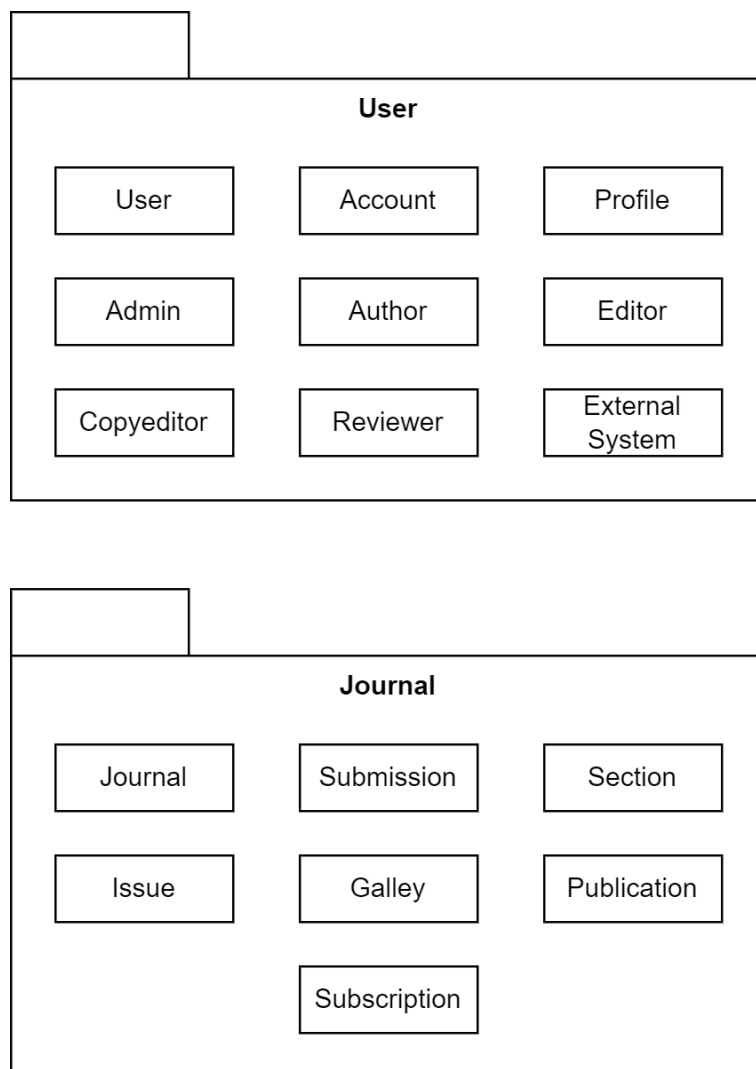 User
User
Account
Profile
Admin
Author
Editor
Copyeditor
Reviewer
External
System
Journal
Journal
Submission
Section
Issue
Galley
Publication
Subscription